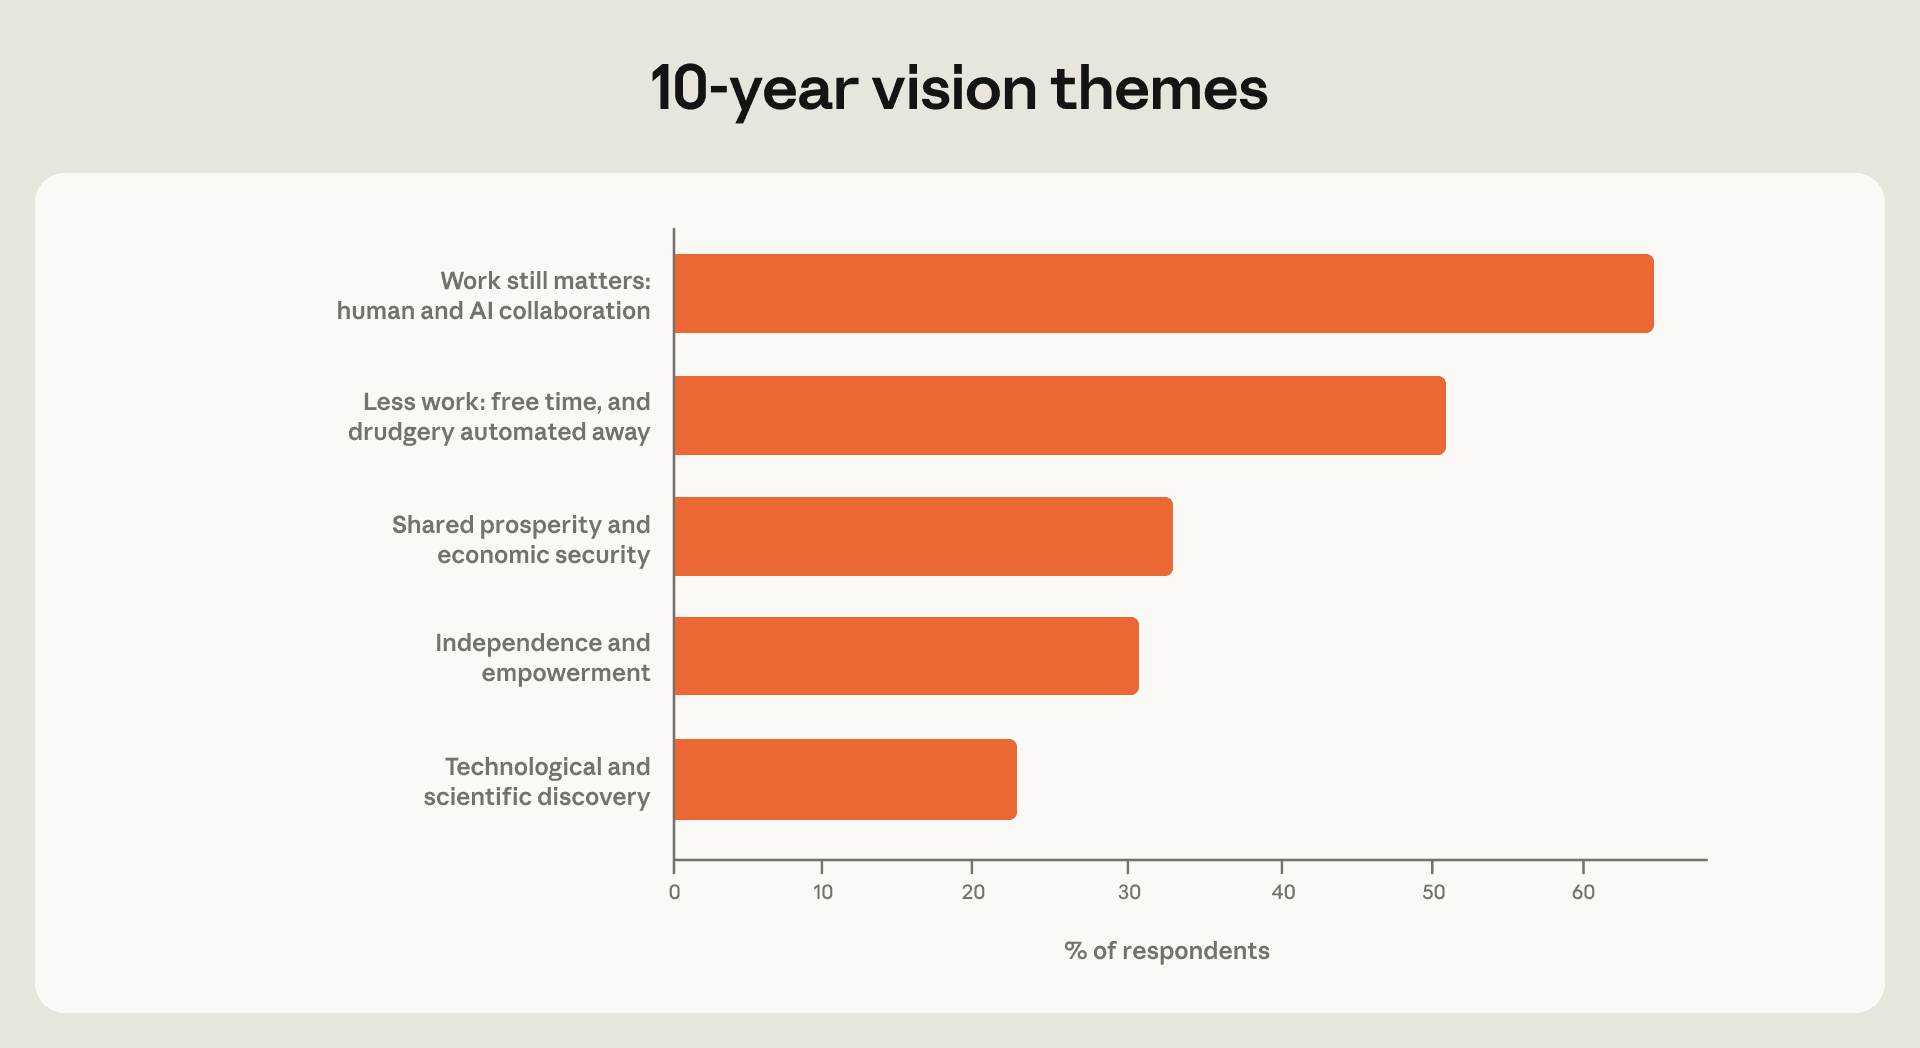 10-year vision themes
Work still matters:
human and AI collaboration
Less work: free time, and
drudgery automated away
Shared prosperity and
economic security
Independence and
empowerment
Technological and
scientific discovery
0 10 20 30 40 50 60
% of respondents